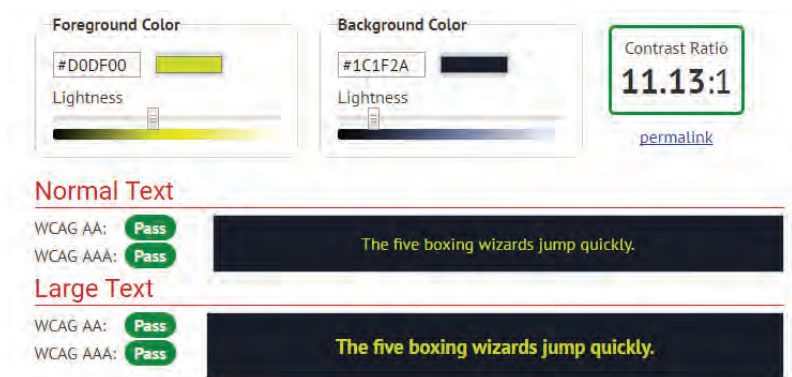 Foreground Color
#D0DF00
Lightness
Background Color
#1C1F2A
Lightness
Contrast Ratio
11.13:1
permalink
Normal Text
WCAG AA: Pass
WCAG AAA: Pass
The five boxing wizards jump quickly.
Large Text
WCAG AA: Pass
WCAG AAA: Pass
The five boxing wizards jump quickly.